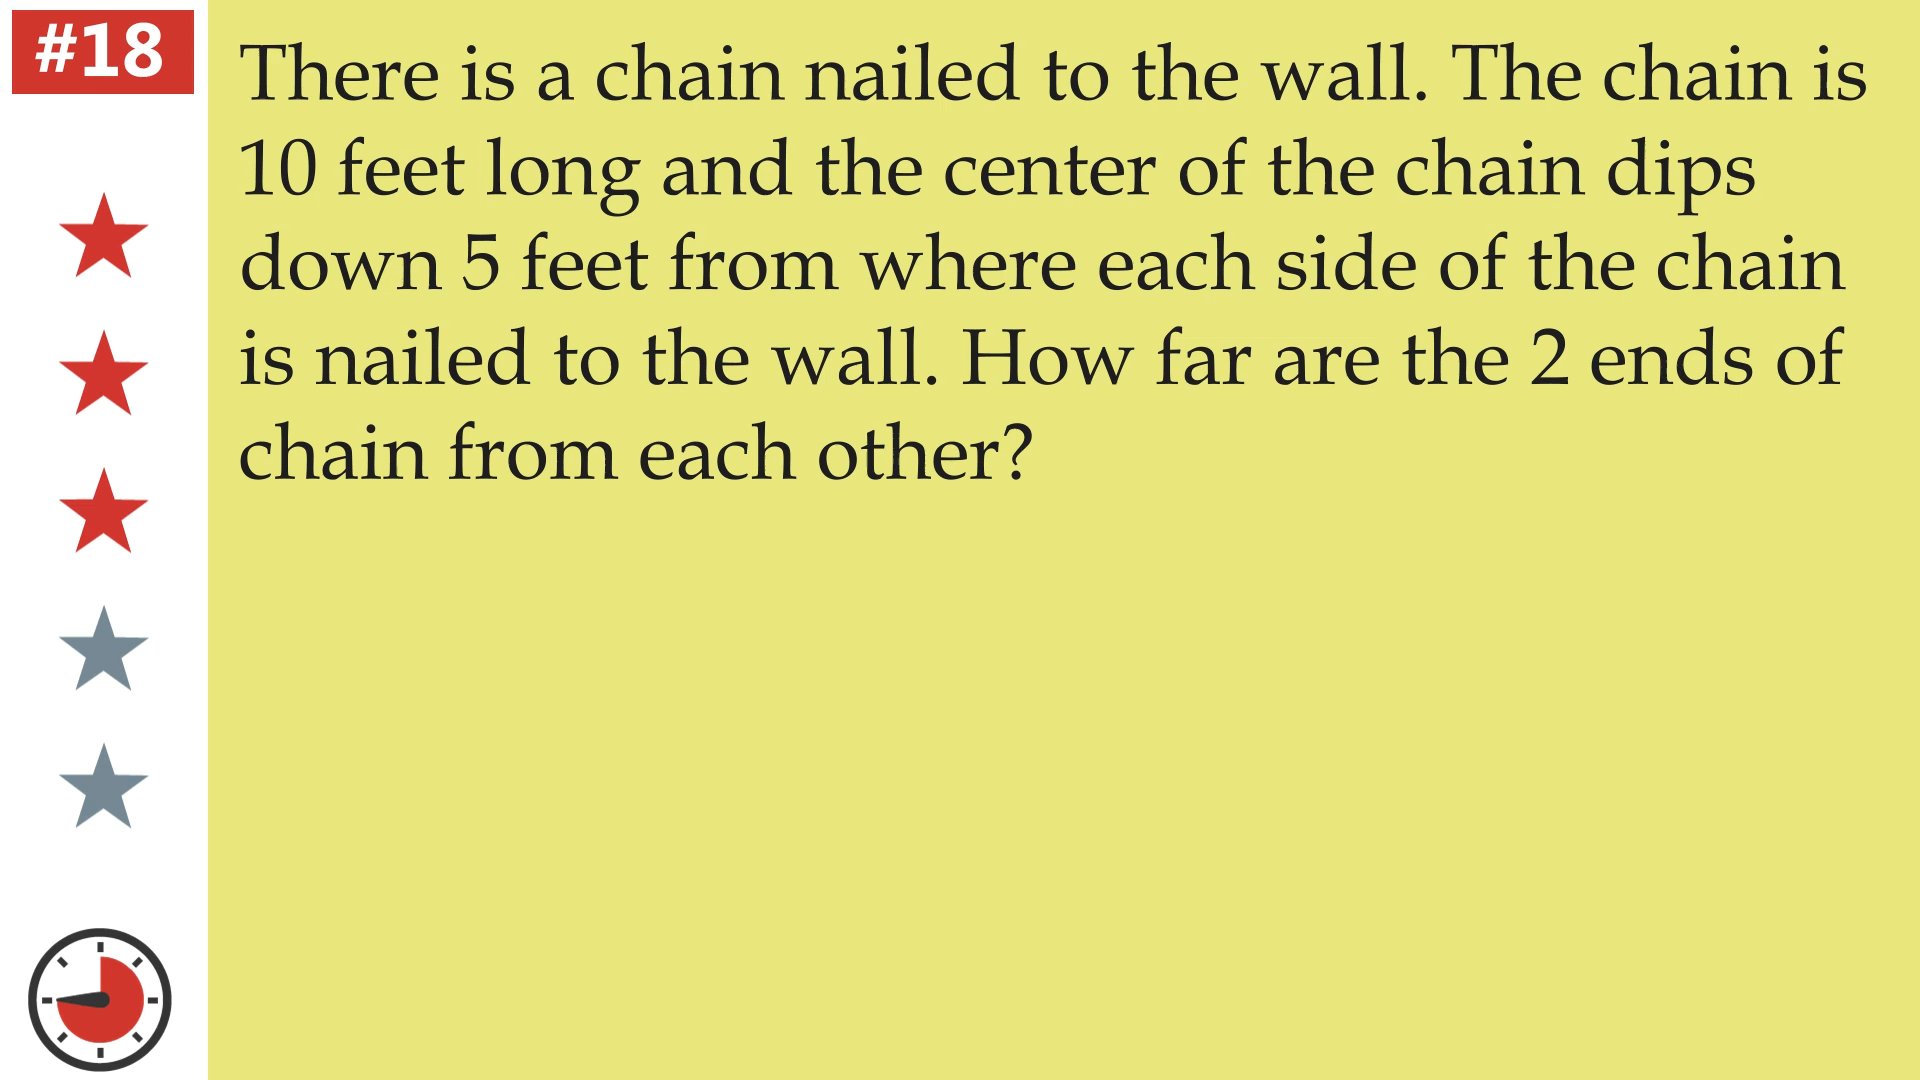 #18
There is a chain nailed to the wall. The chain is
10 feet long and the center of the chain dips
down 5 feet from where each side of the chain
is nailed to the wall. How far are the 2 ends of
chain from each other?